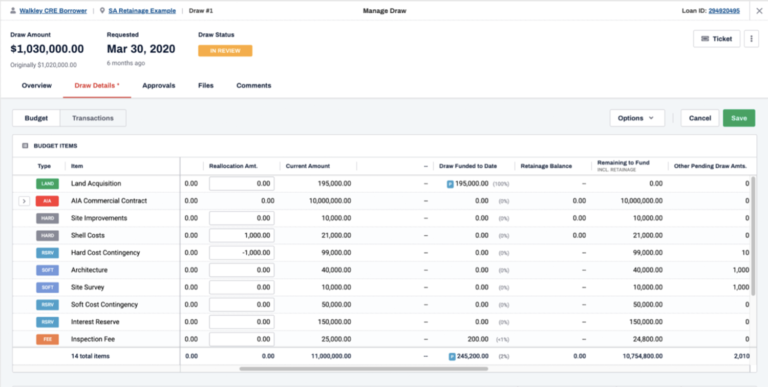 Walkley CRE Borrower | SA Retainage Example | Draw #1 Manage Draw Loan ID: 294920495
Draw Amount Requested Draw Status
$1,030,000.00 Mar 30, 2020 IN REVIEW Ticket
Originally $1,020,000.00 6 months ago
Overview Draw Details * Approvals Files Comments
Budget Transactions Options Cancel Save
BUDGET ITEMS
Type Item Reallocation Amt. Current Amount – Draw Funded to Date Retainage Balance Remaining to Fund Other Pending Draw Amts.
INCL. RETAINAGE
LAND Land Acquisition 0.00 0.00 195,000.00 – 195,000.00 (100%) – 0.00 0
AIA AIA Commercial Contract 0.00 0.00 10,000,000.00 – 0.00 (0%) 0.00 10,000,000.00 0
HARD Site Improvements 0.00 0.00 10,000.00 – 0.00 (0%) 0.00 10,000.00 0
HARD Shell Costs 0.00 1,000.00 21,000.00 – 0.00 (0%) 0.00 21,000.00 0
RSRV Hard Cost Contingency 0.00 -1,000.00 99,000.00 – 0.00 (0%) – 99,000.00 10
SOFT Architecture 0.00 0.00 40,000.00 – 0.00 (0%) – 40,000.00 1,000
SOFT Site Survey 0.00 0.00 10,000.00 – 0.00 (0%) – 10,000.00 1,000
RSRV Soft Cost Contingency 0.00 0.00 50,000.00 – 0.00 (0%) – 50,000.00 0
RSRV Interest Reserve 0.00 0.00 150,000.00 – 0.00 (0%) – 150,000.00 0
FEE Inspection Fee 0.00 0.00 25,000.00 – 200.00 (<1%) – 24,800.00 0
14 total items 0.00 0.00 11,000,000.00 – 245,200.00 (2%) 0.00 10,754,800.00 2,010